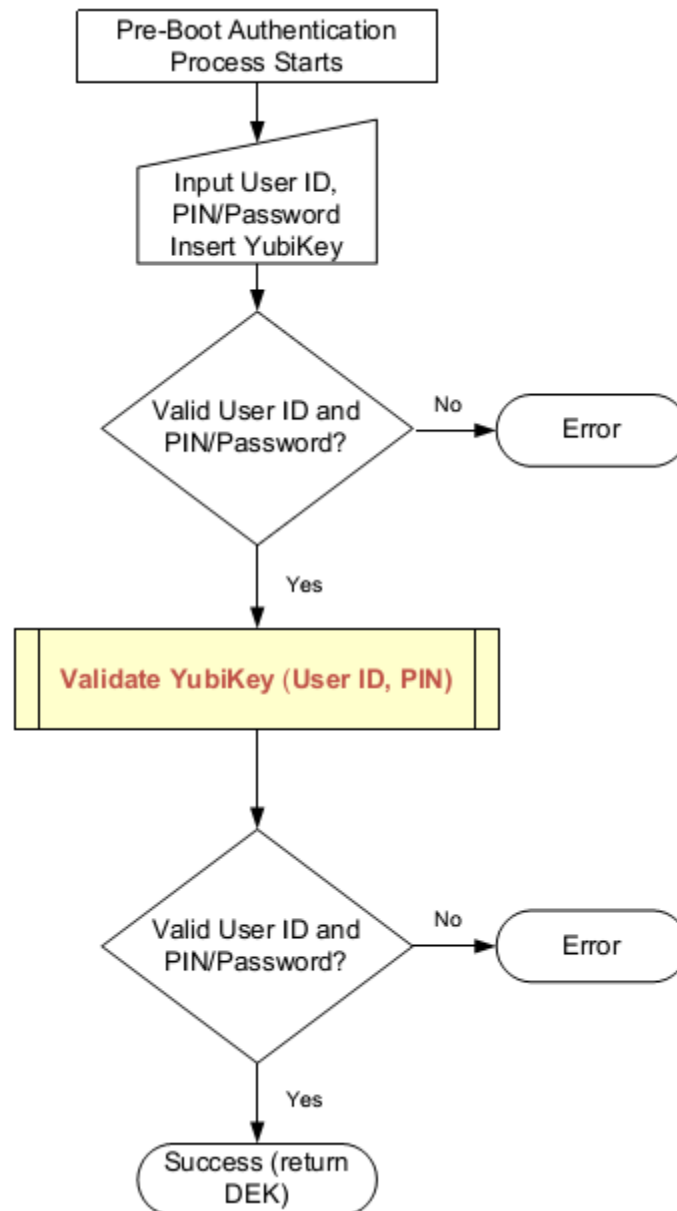 Pre-Boot Authentication
Process Starts
Input User ID,
PIN/Password
Insert YubiKey
Valid User ID and
PIN/Password?
No
Error
Yes
Validate YubiKey (User ID, PIN)
Valid User ID and
PIN/Password?
No
Error
Yes
Success (return
DEK)